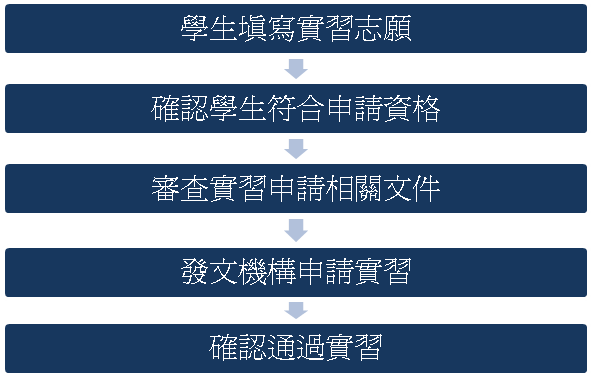 學生填寫實習志願
確認學生符合申請資格
審查實習申請相關文件
發文機構申請實習
確認通過實習